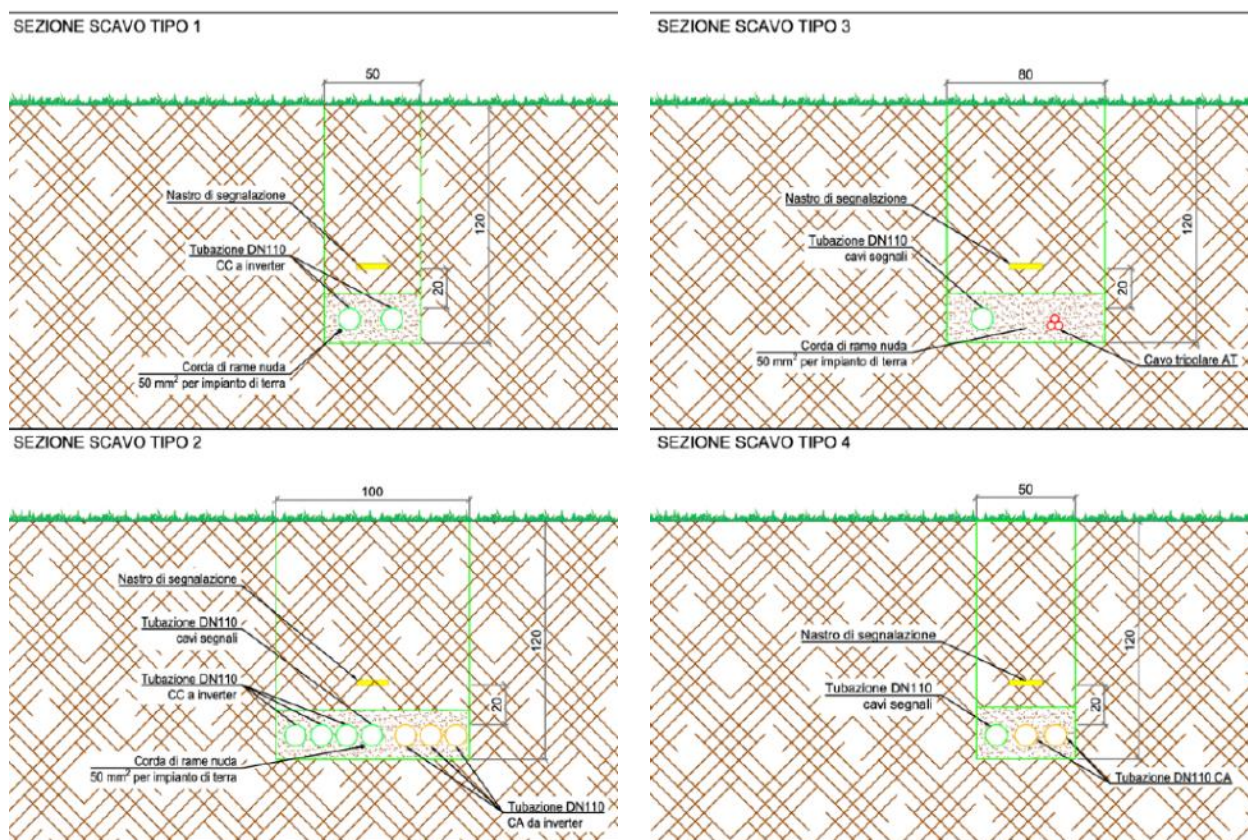 SEZIONE SCAVO TIPO 1
50
Nastro di segnalazione
Tubazione DN110
CC a inverter
Corda di rame nuda
50 mm² per impianto di terra
20
120
SEZIONE SCAVO TIPO 3
80
Nastro di segnalazione
Tubazione DN110
cavi segnali
Corda di rame nuda
50 mm² per impianto di terra
Cavo tripolare AT
20
120
SEZIONE SCAVO TIPO 2
100
Nastro di segnalazione
Tubazione DN110
cavi segnali
Tubazione DN110
CC a inverter
Corda di rame nuda
50 mm² per impianto di terra
Tubazione DN110
CA da inverter
20
120
SEZIONE SCAVO TIPO 4
50
Nastro di segnalazione
Tubazione DN110
cavi segnali
Tubazione DN110 CA
20
120